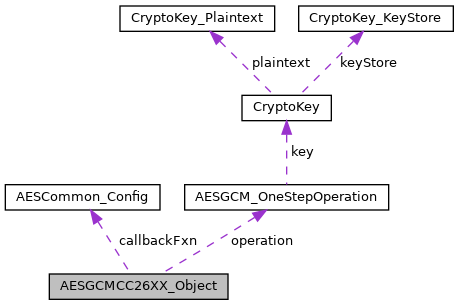 CryptoKey_Plaintext
CryptoKey_KeyStore
plaintext
keyStore
CryptoKey
key
AESCommon_Config
AESGCM_OneStepOperation
callbackFxn
operation
AESGCMCC26XX_Object